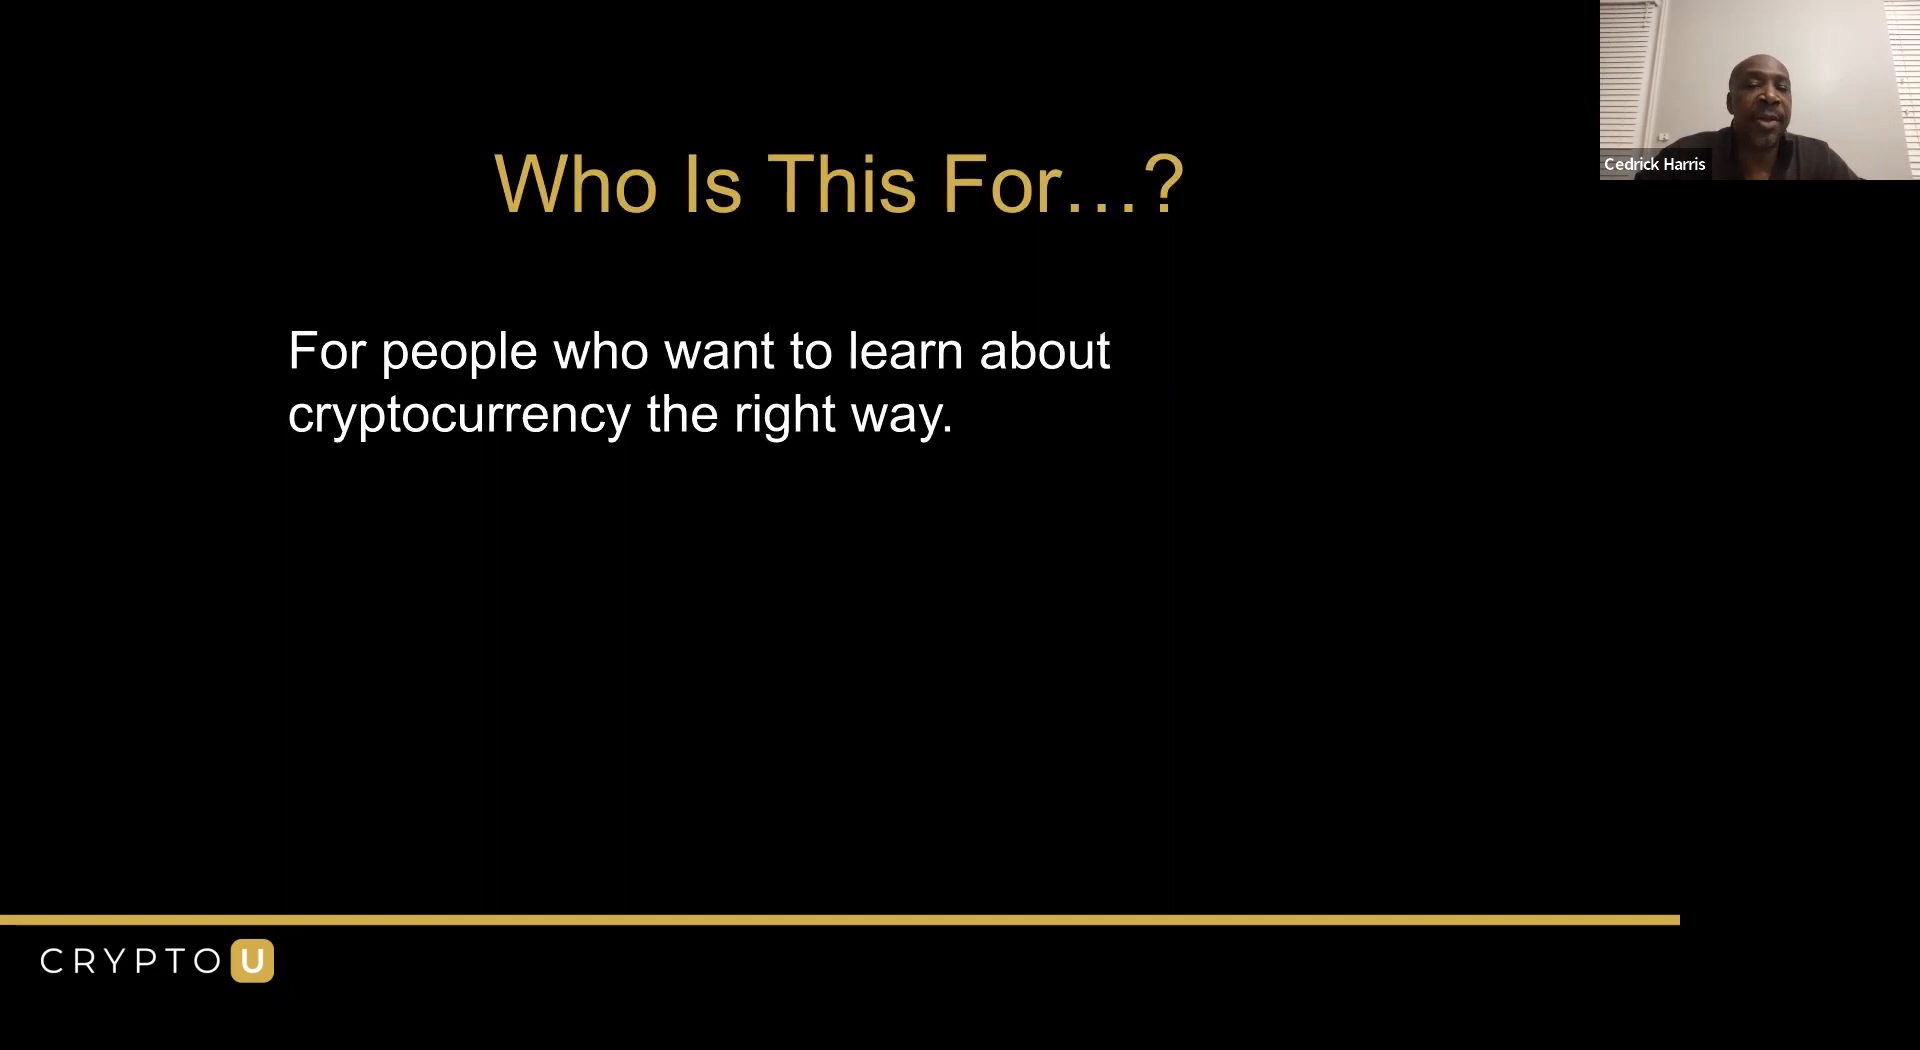 Who Is This For…?
For people who want to learn about
cryptocurrency the right way.
Cedrick Harris
CRYPTO U